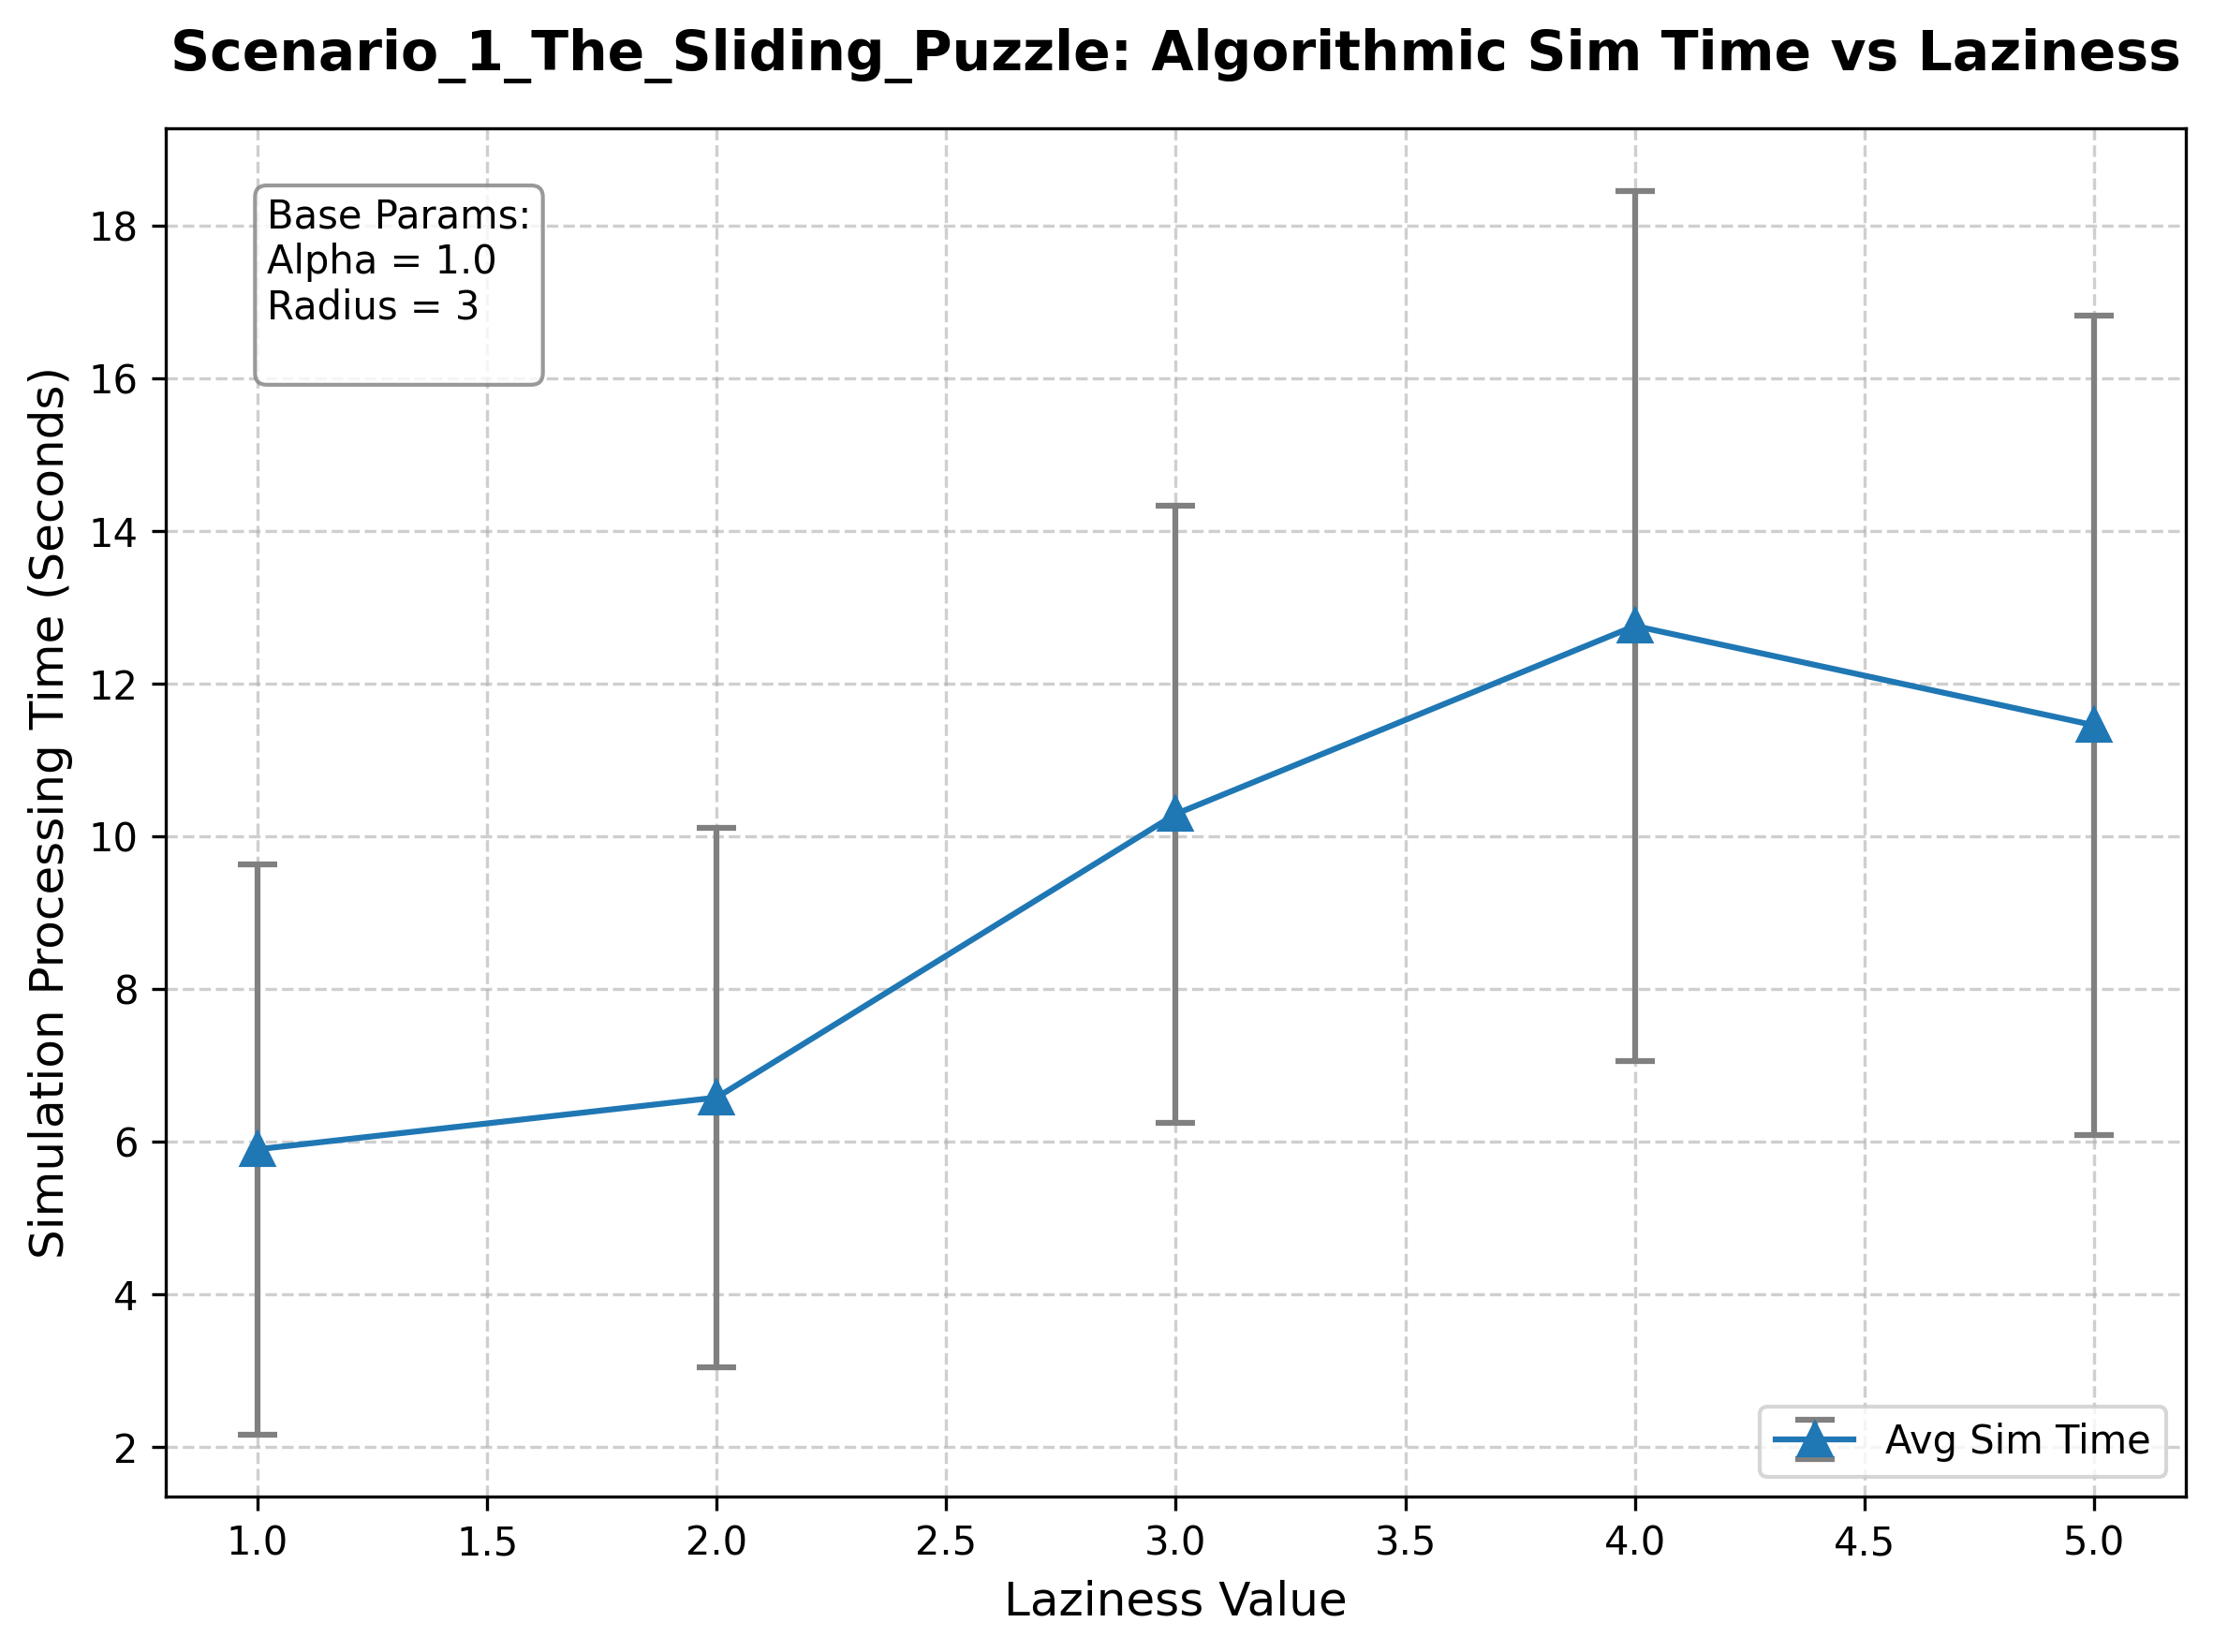 Scenario_1_The_Sliding_Puzzle: Algorithmic Sim Time vs Laziness
Base Params:
Alpha = 1.0
Radius = 3
Simulation Processing Time (Seconds)
18
16
14
12
10
8
6
4
2
Avg Sim Time
1.0 1.5 2.0 2.5 3.0 3.5 4.0 4.5 5.0
Laziness Value